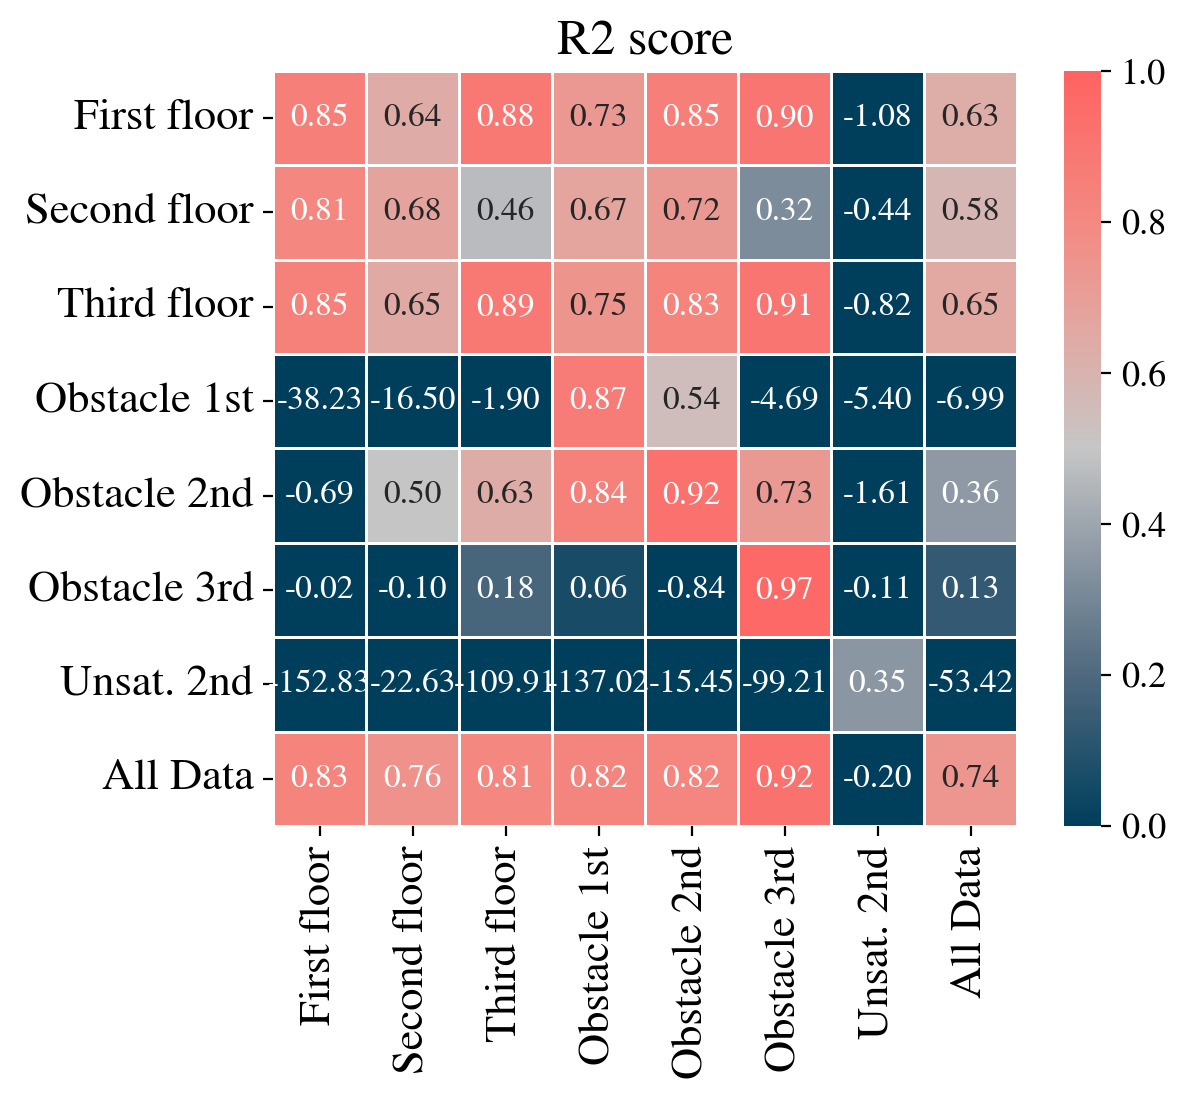 R2 score
First floor 0.85 0.64 0.88 0.73 0.85 0.90 -1.08 0.63
Second floor 0.81 0.68 0.46 0.67 0.72 0.32 -0.44 0.58
Third floor 0.85 0.65 0.89 0.75 0.83 0.91 -0.82 0.65
Obstacle 1st -38.23 -16.50 -1.90 0.87 0.54 -4.69 -5.40 -6.99
Obstacle 2nd -0.69 0.50 0.63 0.84 0.92 0.73 -1.61 0.36
Obstacle 3rd -0.02 -0.10 0.18 0.06 -0.84 0.97 -0.11 0.13
Unsat. 2nd -152.83 -22.63 -109.91 -137.02 -15.45 -99.21 0.35 -53.42
All Data 0.83 0.76 0.81 0.82 0.82 0.92 -0.20 0.74
First floor
Second floor
Third floor
Obstacle 1st
Obstacle 2nd
Obstacle 3rd
Unsat. 2nd
All Data
1.0
0.8
0.6
0.4
0.2
0.0